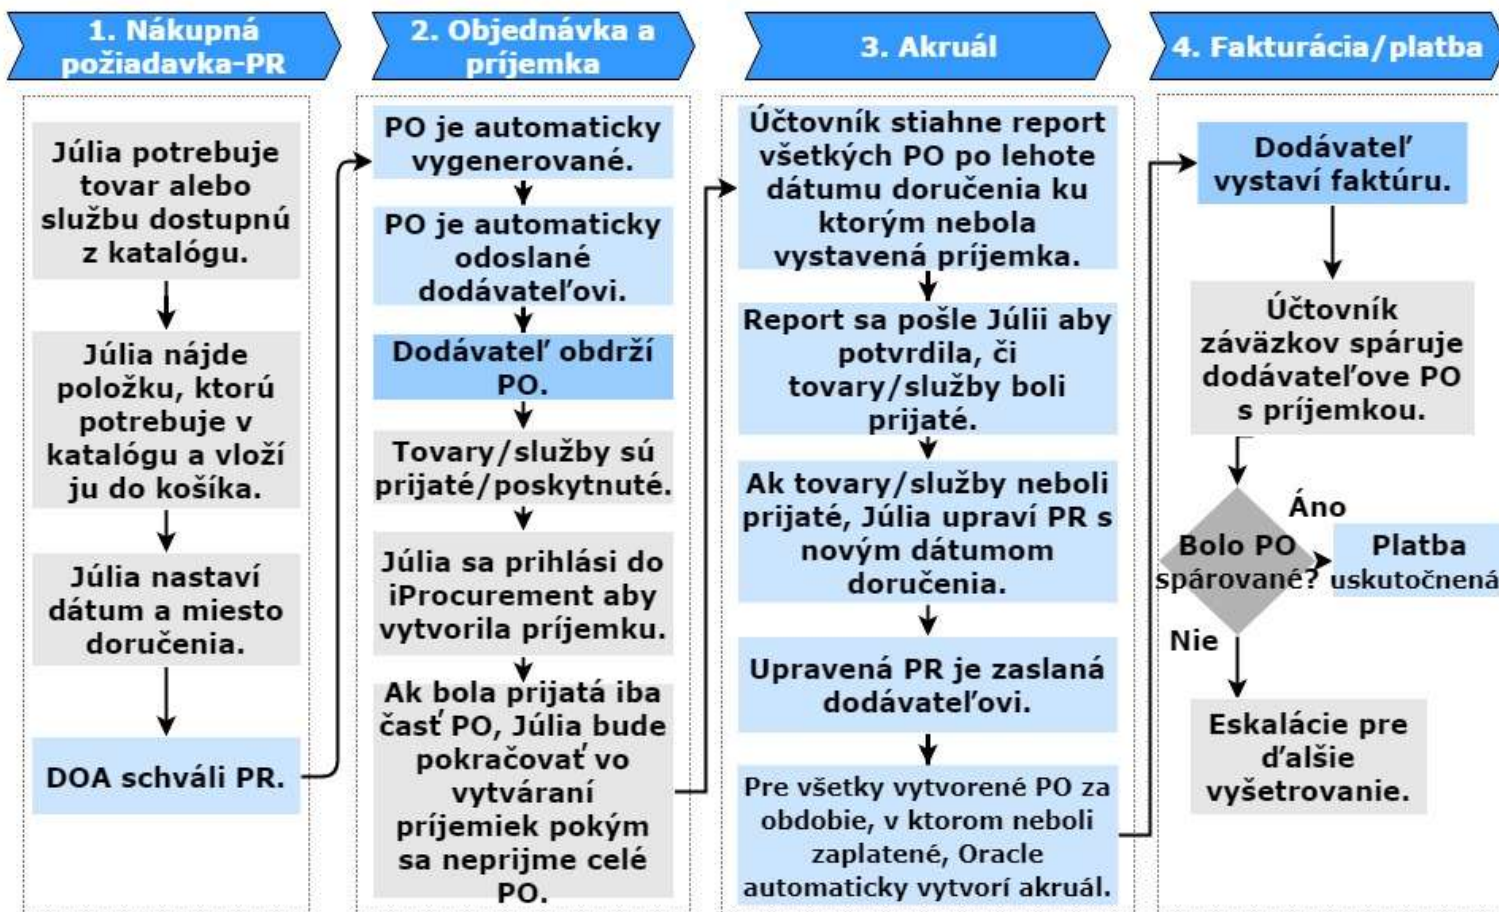 1. Nákupná
požiadavka-PR
Júlia potrebuje
tovar alebo
službu dostupnú
z katalógu.
Júlia nájde
položku, ktorú
potrebuje v
katalógu a vloží
ju do košíka.
Júlia nastaví
dátum a miesto
doručenia.
DOA schváli PR.
2. Objednávka a
príjemka
PO je automaticky
vygenerované.
PO je automaticky
odoslané
dodávateľovi.
Dodávateľ obdrží
PO.
Tovary/služby sú
prijaté/poskytnuté.
Júlia sa prihlási do
iProcurement aby
vytvorila príjemku.
Ak bola prijatá iba
časť PO, Júlia bude
pokračovať vo
vytváraní
príjemiek pokým
sa neprijme celé
PO.
3. Akruál
Účtovník stiahne report
všetkých PO po lehote
dátumu doručenia ku
ktorým nebola
vystavená príjemka.
Report sa pošle Júlii aby
potvrdila, či
tovary/služby boli
prijaté.
Ak tovary/služby neboli
prijaté, Júlia upraví PR s
novým dátumom
doručenia.
Upravená PR je zaslaná
dodávateľovi.
Pre všetky vytvorené PO za
obdobie, v ktorom neboli
zaplatené, Oracle
automaticky vytvorí akruál.
4. Fakturácia/platba
Dodávateľ
vystaví faktúru.
Účtovník
záväzkov spáruje
dodávateľove PO
s príjemkou.
Bolo PO
spárované?
Áno
Platba
uskutočnená
Nie
Eskalácie pre
ďalšie
vyšetrovanie.